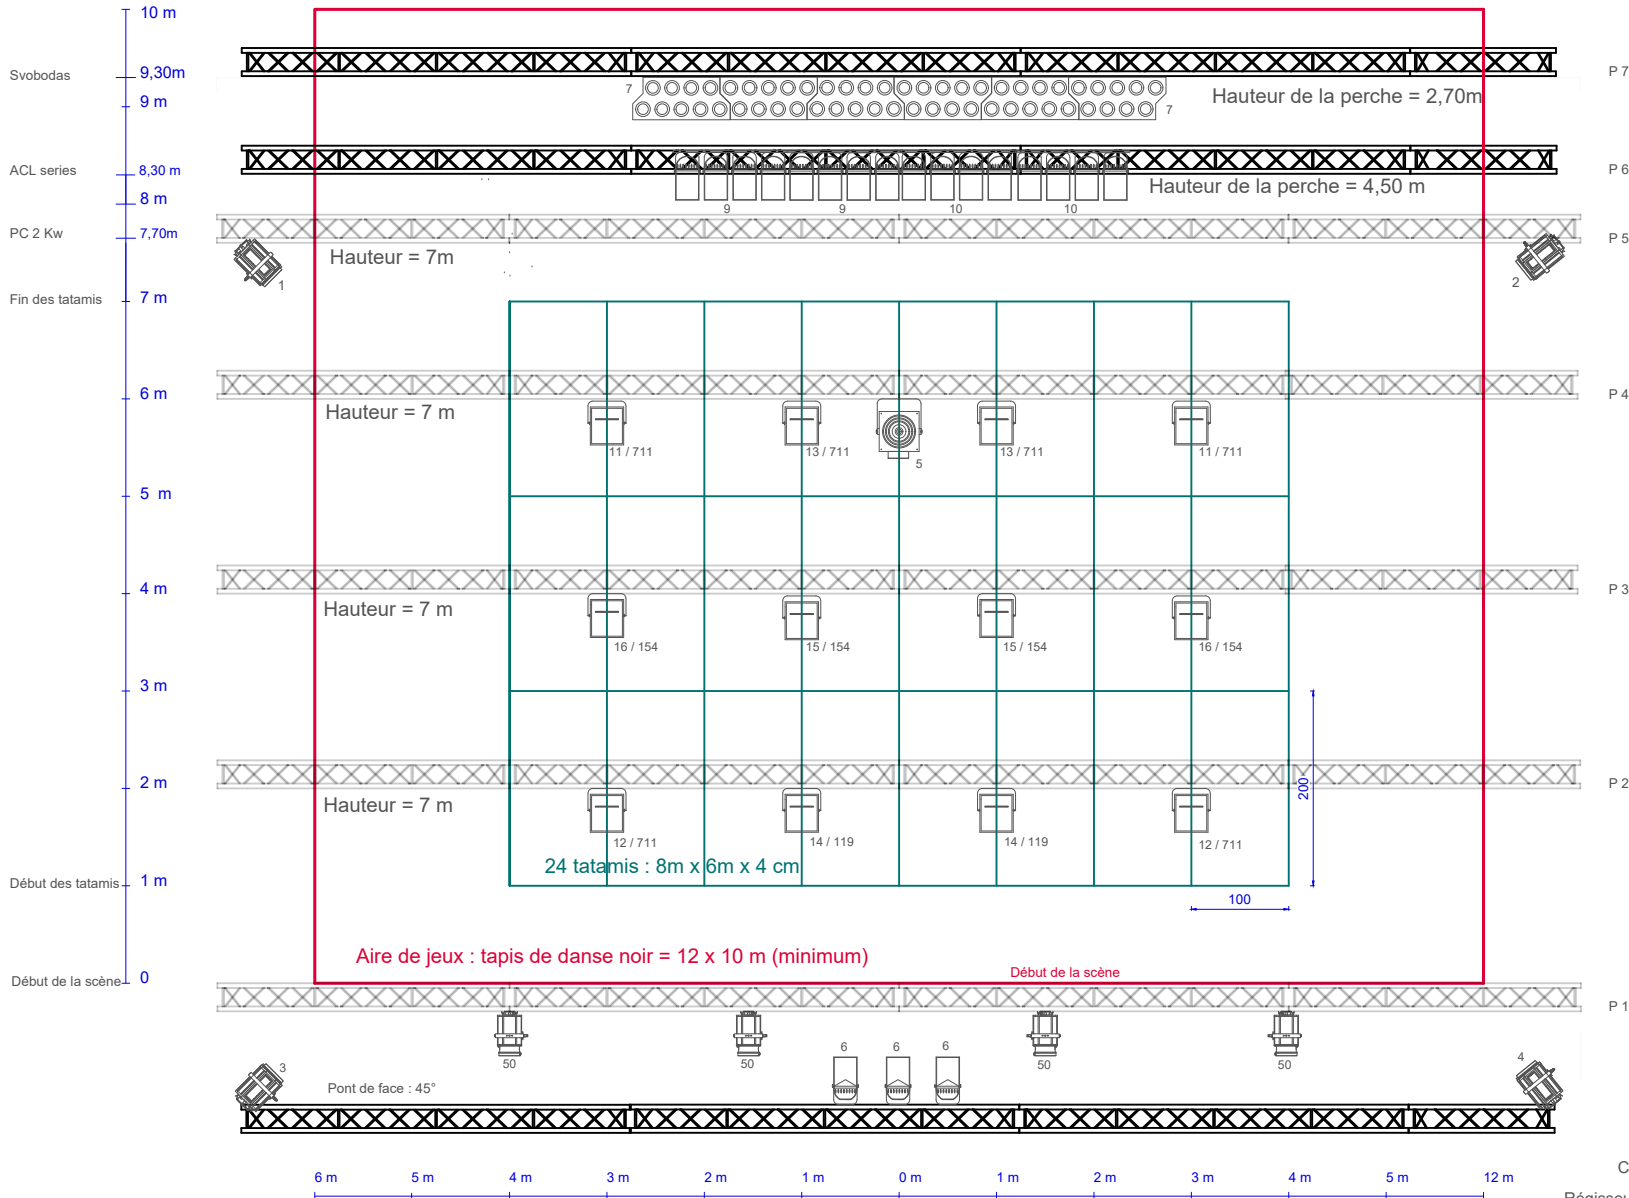 10 m
Svobodas
9,30m
P 7
7
Hauteur de la perche = 2,70m
9 m
7
ACL series
8,30 m
P 6
Hauteur de la perche = 4,50 m
8 m
9
9
10
10
PC 2 Kw
7,70m
P 5
Hauteur = 7m
1
2
Fin des tatamis
7 m
6 m
P 4
Hauteur = 7 m
11 / 711
13 / 711
5
13 / 711
11 / 711
5 m
4 m
P 3
Hauteur = 7 m
16 / 154
15 / 154
15 / 154
16 / 154
3 m
2 m
P 2
200
Hauteur = 7 m
12 / 711
14 / 119
14 / 119
12 / 711
24 tatamis : 8m x 6m x 4 cm
Début des tatamis
1 m
100
Aire de jeux : tapis de danse noir = 12 x 10 m (minimum)
Début de la scène
Début de la scène
0
P 1
50
50
50
50
6
6
6
3
4
Pont de face : 45°
C
6 m 5 m 4 m 3 m 2 m 1 m 0 m 1 m 2 m 3 m 4 m 5 m 12 m